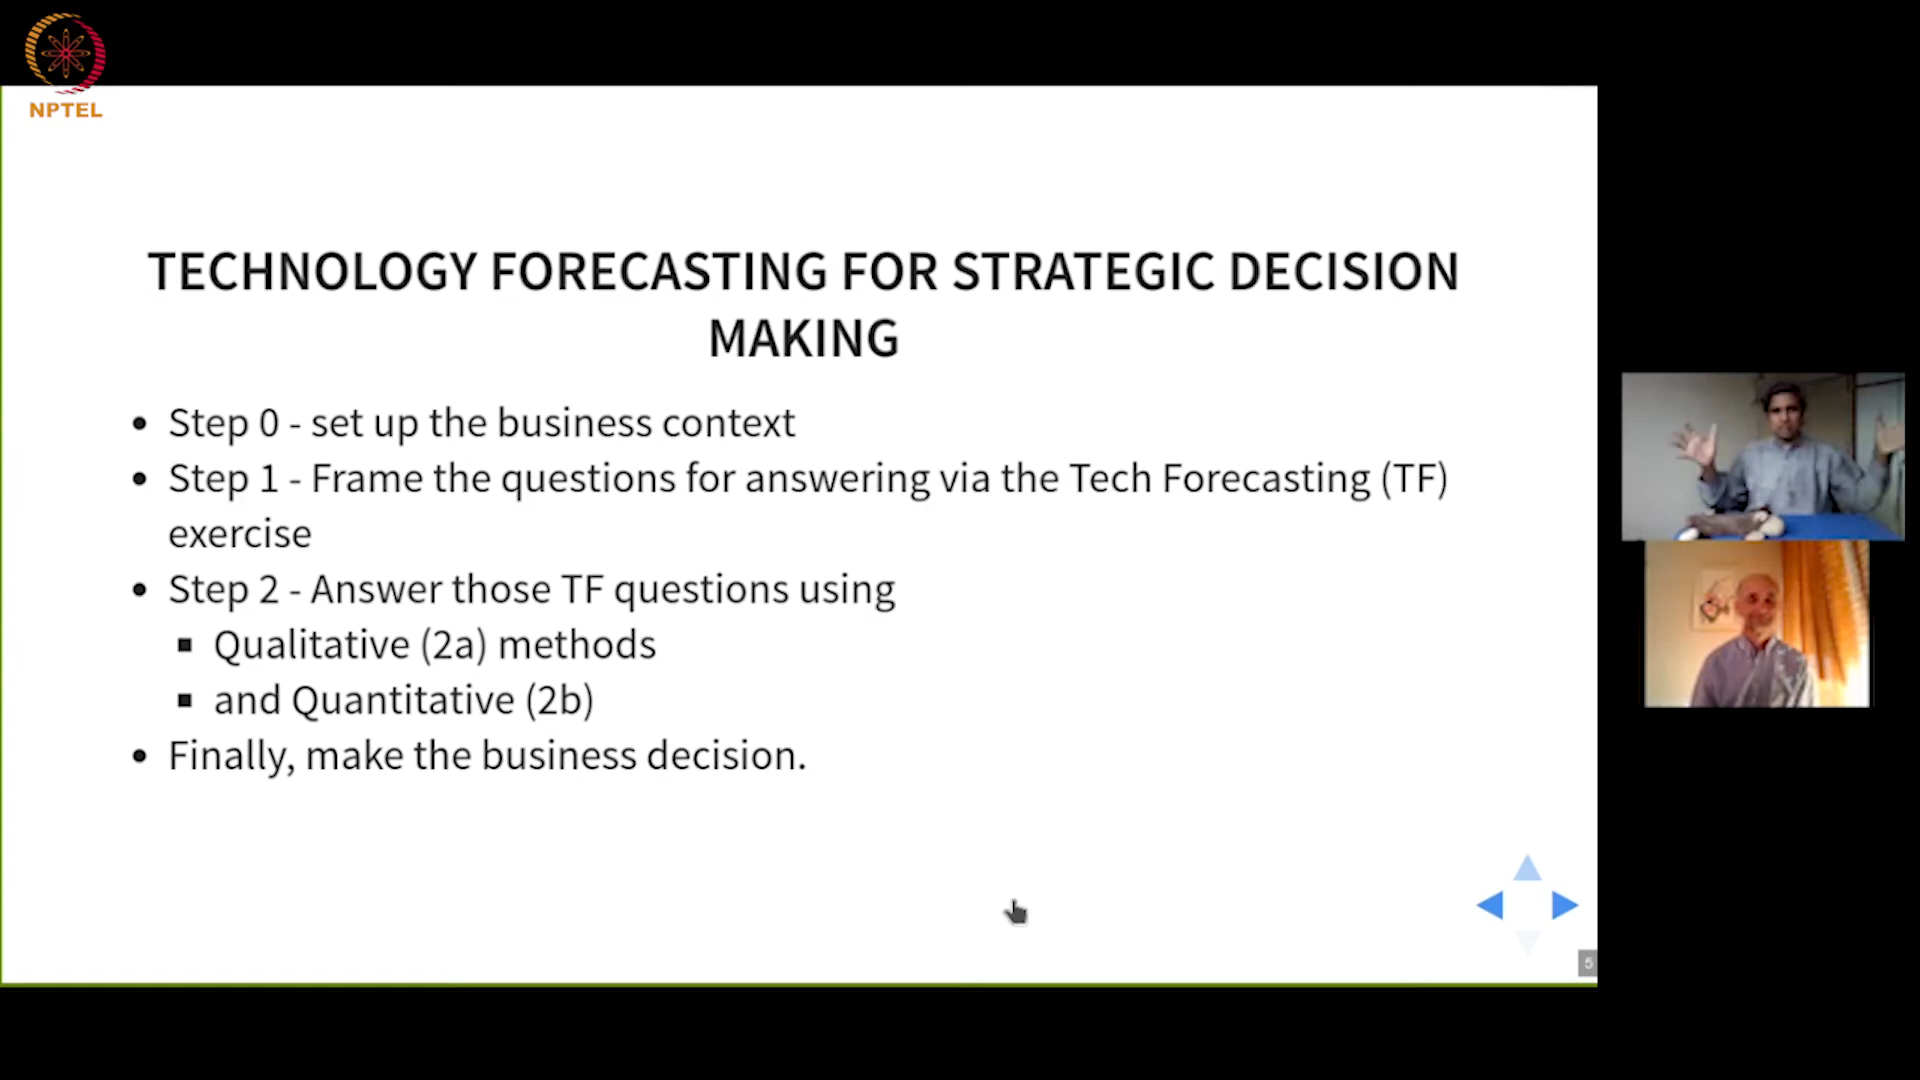 NPTEL
TECHNOLOGY FORECASTING FOR STRATEGIC DECISION
MAKING
• Step 0 - set up the business context
• Step 1 - Frame the questions for answering via the Tech Forecasting (TF)
exercise
• Step 2 - Answer those TF questions using
▪ Qualitative (2a) methods
▪ and Quantitative (2b)
• Finally, make the business decision.
5